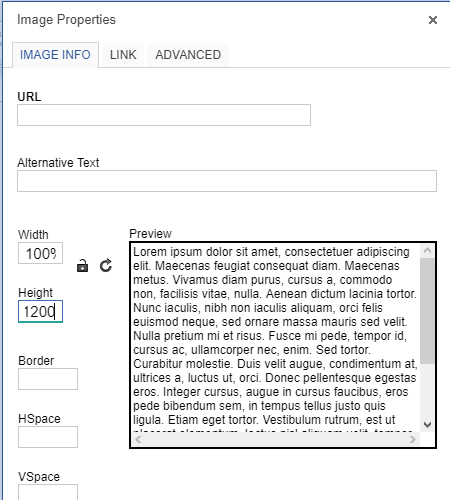 Image Properties
IMAGE INFO LINK ADVANCED
URL
Alternative Text
Width
100%
Height
1200
Border
HSpace
VSpace
Preview
Lorem ipsum dolor sit amet, consectetuer adipiscing
elit. Maecenas feugiat consequat diam. Maecenas
metus. Vivamus diam purus, cursus a, commodo
non, facilisis vitae, nulla. Aenean dictum lacinia tortor.
Nunc iaculis, nibh non iaculis aliquam, orci felis
euismod neque, sed ornare massa mauris sed velit.
Nulla pretium mi et risus. Fusce mi pede, tempor id,
cursus ac, ullamcorper nec, enim. Sed tortor.
Curabitur molestie. Duis velit augue, condimentum at,
ultrices a, luctus ut, orci. Donec pellentesque egestas
eros. Integer cursus, augue in cursus faucibus, eros
pede bibendum sem, in tempus tellus justo quis
ligula. Etiam eget tortor. Vestibulum rutrum, est ut